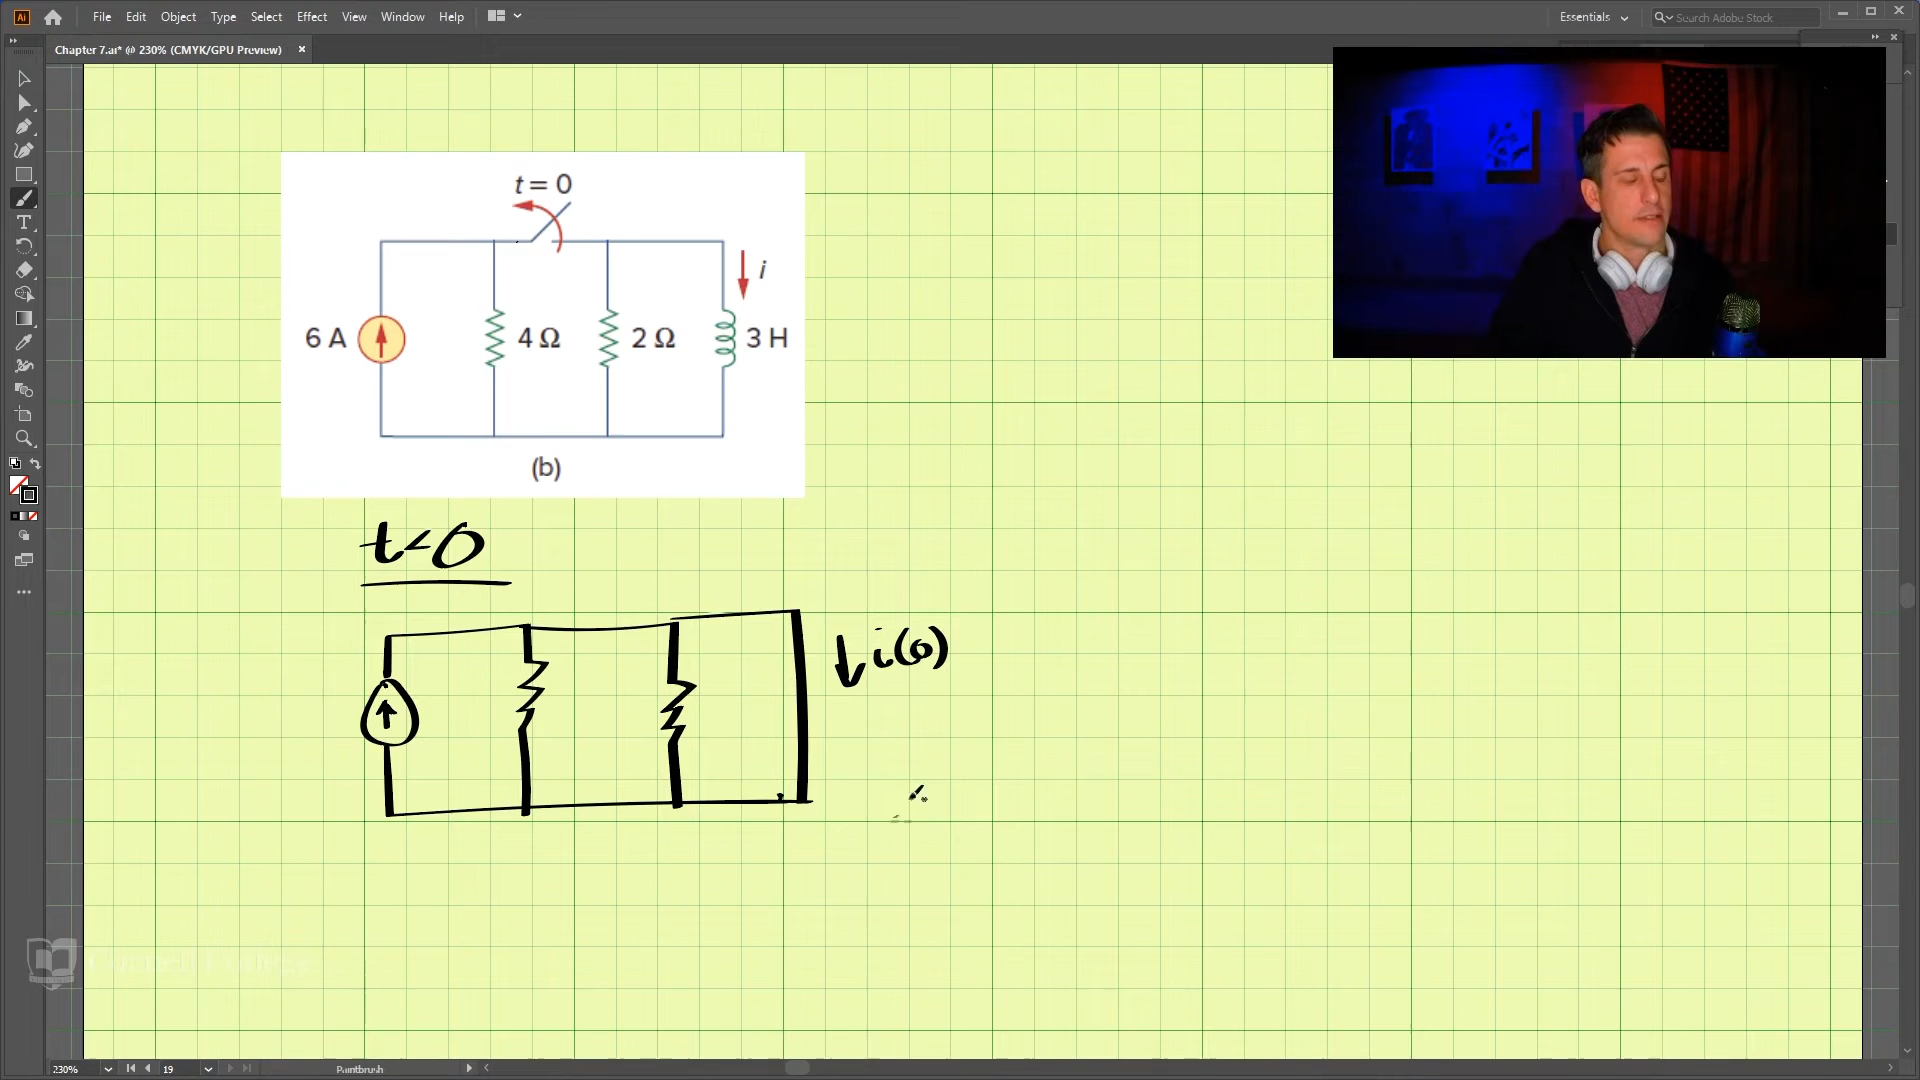 File Edit Object Type Select Effect View Window Help
Essentials
Search Adobe Stock
Ai
Chapter 7.ai* @ 230% (CMYK/GPU Preview)
t = 0
i
6 A
4 Ω
2 Ω
3 H
(b)
t<0
i(0)
230%
19
Paintbrush